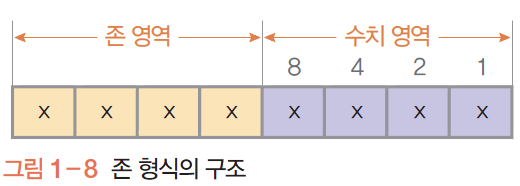 존 영역 수치 영역
8 4 2 1
x x x x x x x x
그림 1-8 존 형식의 구조